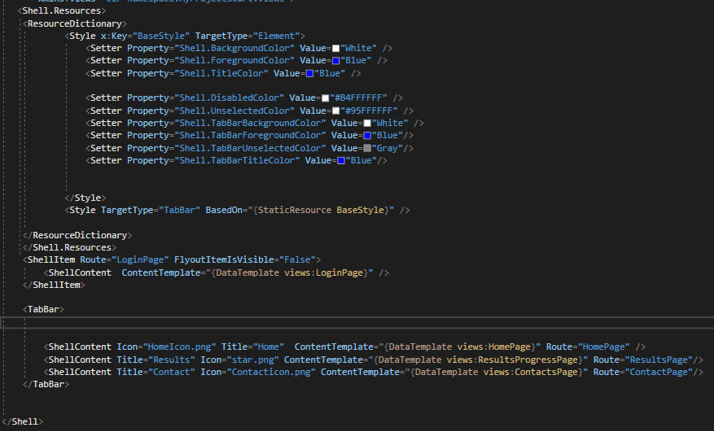 <Shell.Resources>
<ResourceDictionary>
<Style x:Key="BaseStyle" TargetType="Element">
<Setter Property="Shell.BackgroundColor" Value="White" />
<Setter Property="Shell.ForegroundColor" Value="Blue" />
<Setter Property="Shell.TitleColor" Value="Blue" />
<Setter Property="Shell.DisabledColor" Value="#B4FFFFFF" />
<Setter Property="Shell.UnselectedColor" Value="#95FFFFFF" />
<Setter Property="Shell.TabBarBackgroundColor" Value="White" />
<Setter Property="Shell.TabBarForegroundColor" Value="Blue"/>
<Setter Property="Shell.TabBarUnselectedColor" Value="Gray"/>
<Setter Property="Shell.TabBarTitleColor" Value="Blue"/>
</Style>
<Style TargetType="TabBar" BasedOn="{StaticResource BaseStyle}" />
</ResourceDictionary>
</Shell.Resources>
<ShellItem Route="LoginPage" FlyoutItemIsVisible="False">
<ShellContent  ContentTemplate="{DataTemplate views:LoginPage}" />
</ShellItem>
<TabBar>
<ShellContent Icon="HomeIcon.png" Title="Home"  ContentTemplate="{DataTemplate views:HomePage}" Route="HomePage" />
<ShellContent Title="Results" Icon="star.png" ContentTemplate="{DataTemplate views:ResultsProgressPage}" Route="ResultsPage"/>
<ShellContent Title="Contact" Icon="Contacticon.png" ContentTemplate="{DataTemplate views:ContactsPage}" Route="ContactPage"/>
</TabBar>
</Shell>